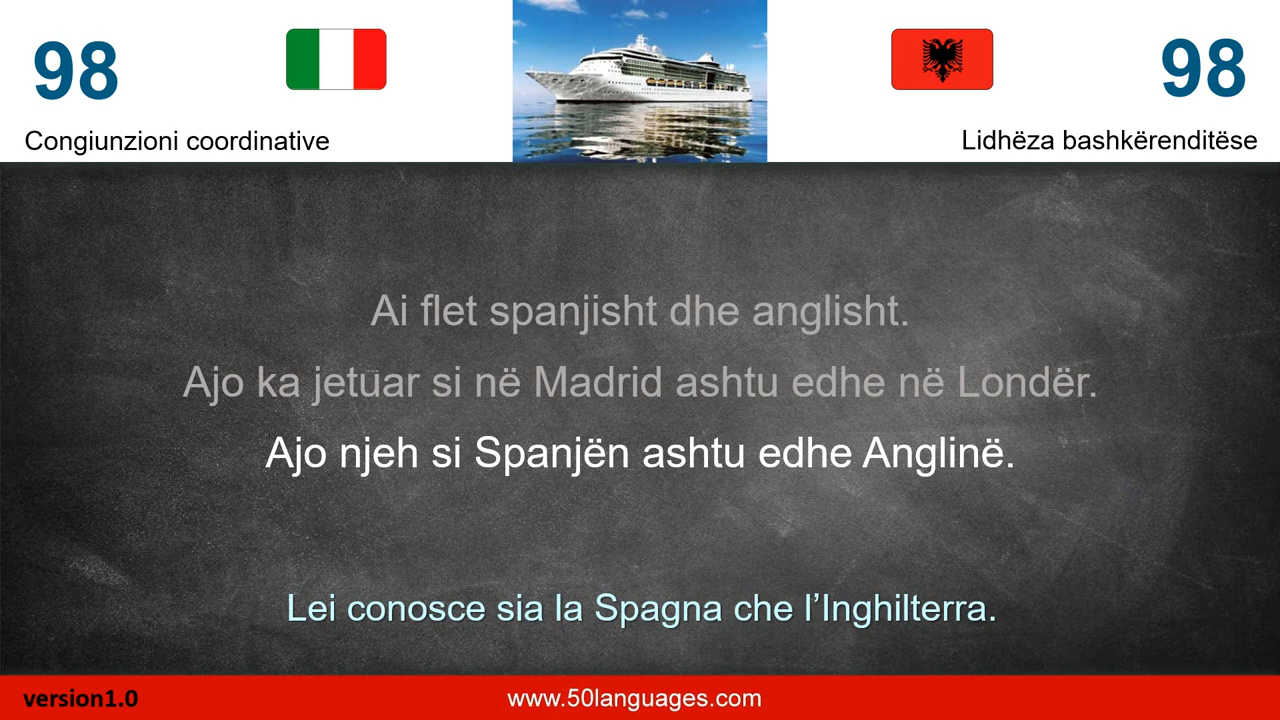 98
98
Congiunzioni coordinative
Lidhëza bashkërenditëse
Ai flet spanjisht dhe anglisht.
Ajo ka jetuar si në Madrid ashtu edhe në Londër.
Ajo njeh si Spanjën ashtu edhe Anglinë.
Lei conosce sia la Spagna che l’Inghilterra.
version1.0
www.50languages.com